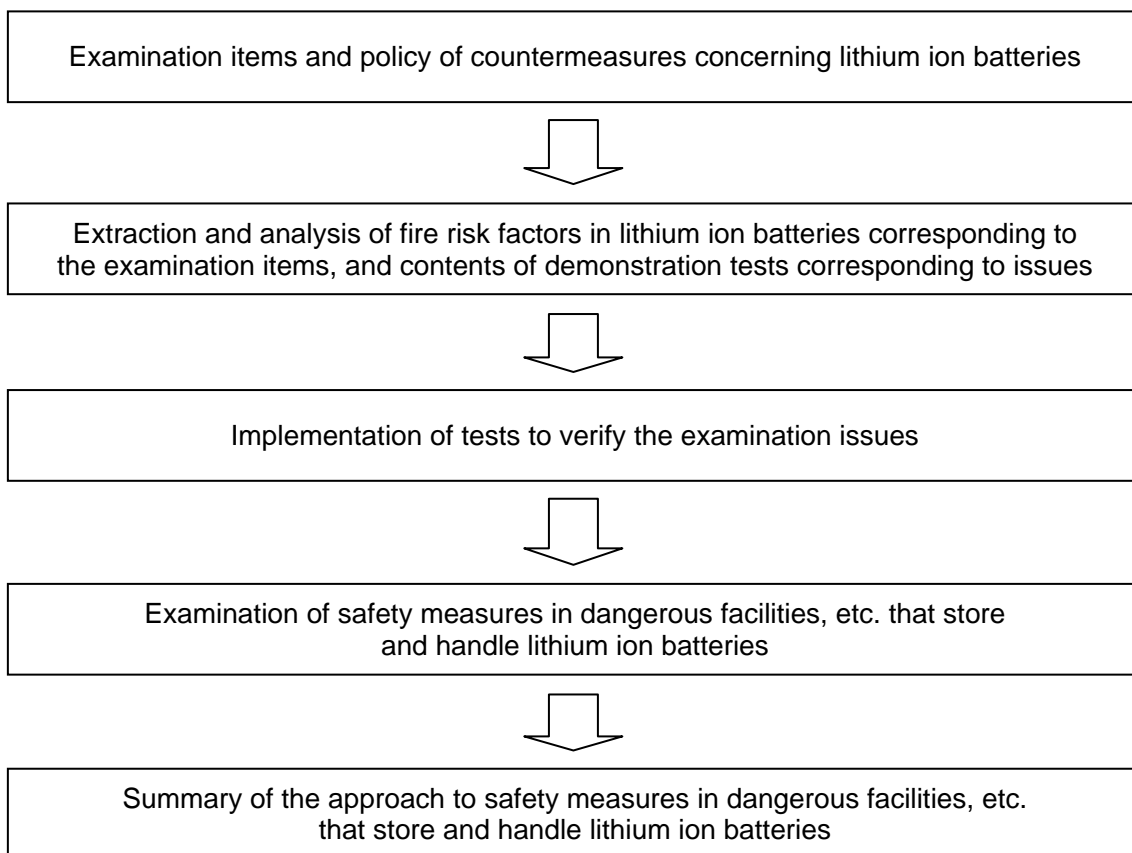 Examination items and policy of countermeasures concerning lithium ion batteries
Extraction and analysis of fire risk factors in lithium ion batteries corresponding to
the examination items, and contents of demonstration tests corresponding to issues
Implementation of tests to verify the examination issues
Examination of safety measures in dangerous facilities, etc. that store
and handle lithium ion batteries
Summary of the approach to safety measures in dangerous facilities, etc.
that store and handle lithium ion batteries